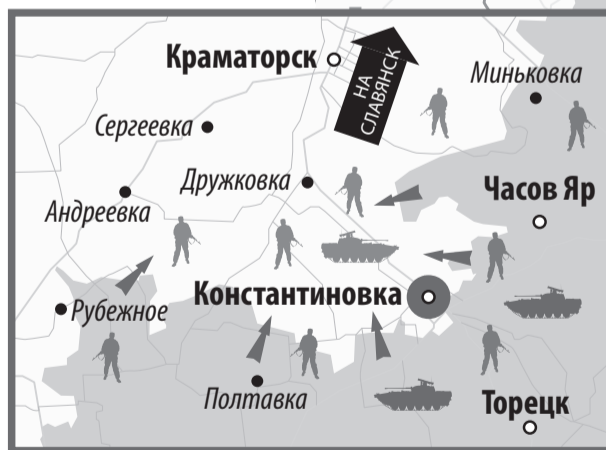 Краматорск
НА
СЛАВЯНСК
Миньковка
Сергеевка
Дружковка
Часов Яр
Андреевка
Константиновка
Рубежное
Полтавка
Торецк